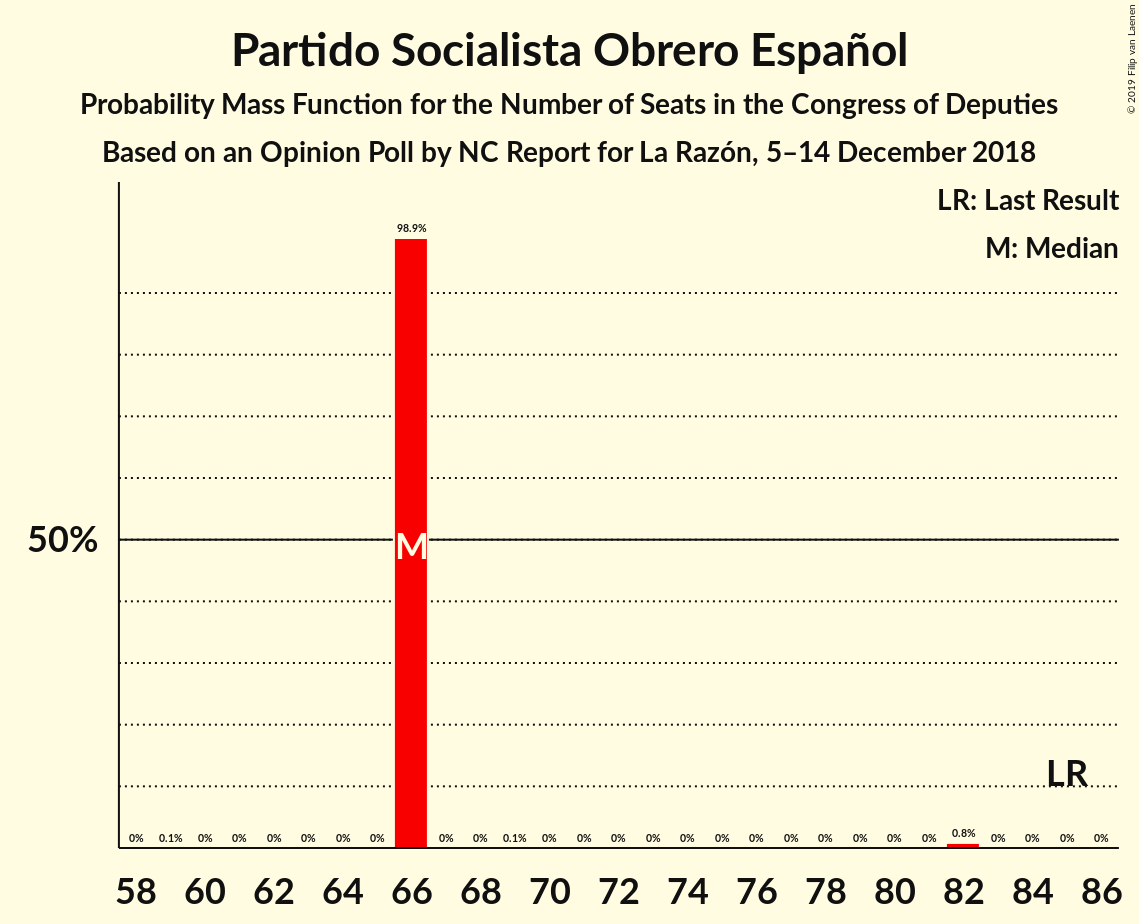 Partido Socialista Obrero Español
Probability Mass Function for the Number of Seats in the Congress of Deputies
Based on an Opinion Poll by NC Report for La Razón, 5–14 December 2018
© 2019 Filip van Laenen
LR: Last Result
M: Median
98.9%
50%
M
LR
0% 0.1% 0% 0% 0% 0% 0% 0% 0% 0% 0.1% 0% 0% 0% 0% 0% 0% 0% 0% 0% 0% 0% 0% 0.8% 0% 0% 0% 0%
58 60 62 64 66 68 70 72 74 76 78 80 82 84 86